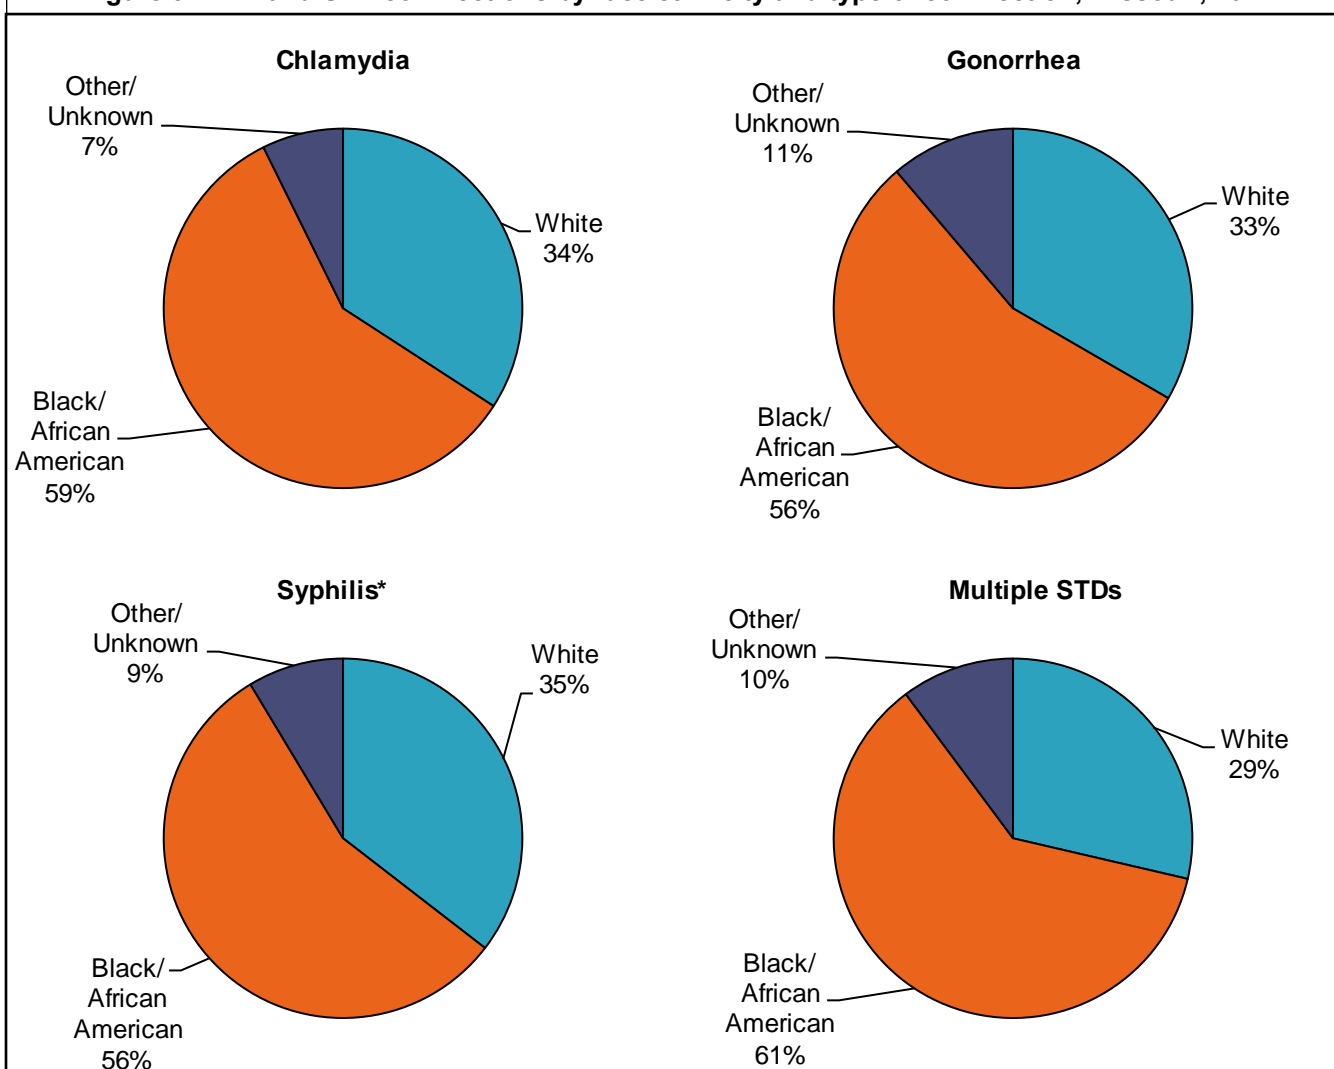 Chlamydia
Other/
Unknown
7%
White
34%
Black/
African
American
59%
Gonorrhea
Other/
Unknown
11%
White
33%
Black/
African
American
56%
Syphilis*
Other/
Unknown
9%
White
35%
Black/
African
American
56%
Multiple STDs
Other/
Unknown
10%
White
29%
Black/
African
American
61%